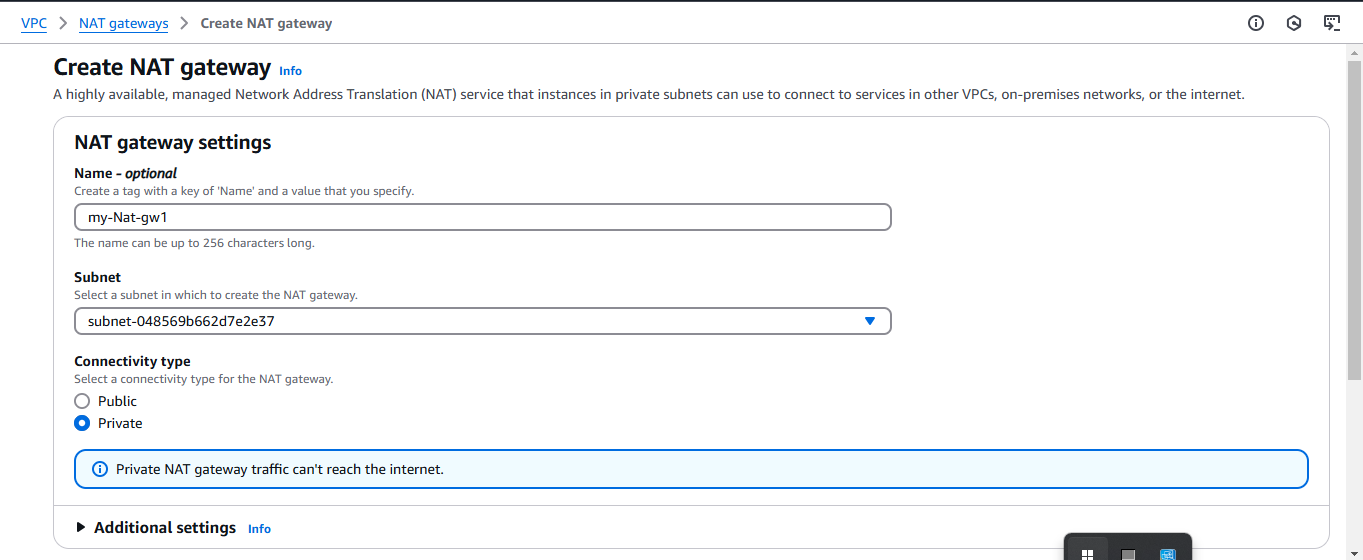 VPC > NAT gateways > Create NAT gateway
Create NAT gateway Info
A highly available, managed Network Address Translation (NAT) service that instances in private subnets can use to connect to services in other VPCs, on-premises networks, or the internet.
NAT gateway settings
Name - optional
Create a tag with a key of 'Name' and a value that you specify.
my-Nat-gw1
The name can be up to 256 characters long.
Subnet
Select a subnet in which to create the NAT gateway.
subnet-048569b662d7e2e37
Connectivity type
Select a connectivity type for the NAT gateway.
Public
Private
Private NAT gateway traffic can't reach the internet.
Additional settings Info